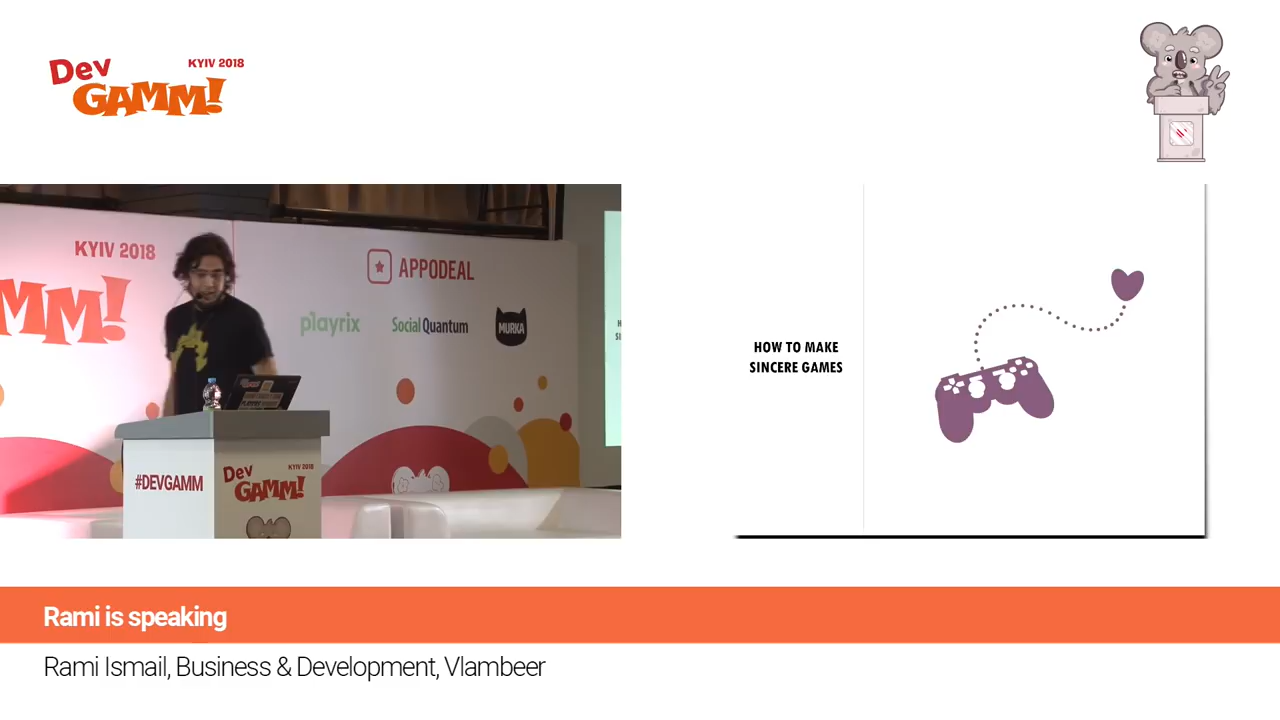 Dev
GAMM!
KYIV 2018
KYIV 2018
MM!
APPODEAL
playrix
Social Quantum
MURKA
#DEVGAMM
Dev
GAMM!
KYIV 2018
HOW TO MAKE
SINCERE GAMES
Rami is speaking
Rami Ismail, Business & Development, Vlambeer